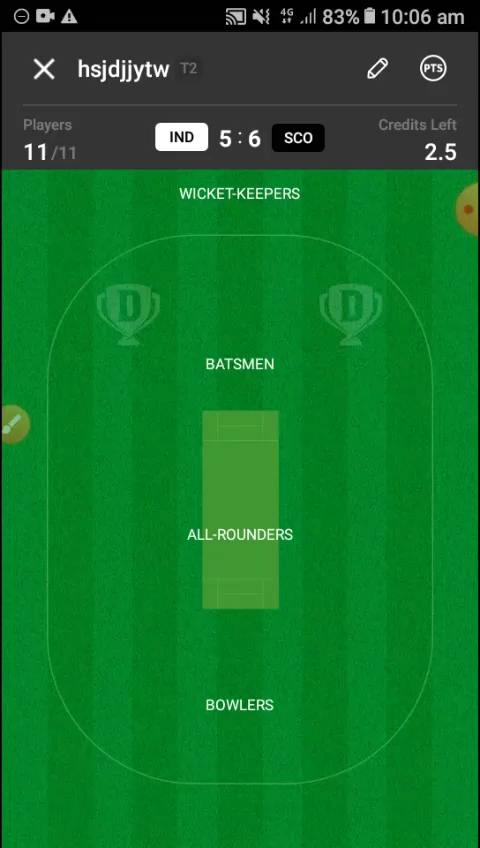 4G 83% 10:06 am
hsjdjjytw T2
PTS
Players
Credits Left
11/11
IND 5 : 6 SCO
2.5
WICKET-KEEPERS
D D
BATSMEN
ALL-ROUNDERS
BOWLERS